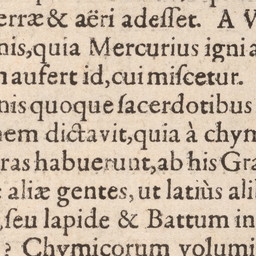 erræ & aëri adeſſet. A V
nis, quia Mercurius igni a
n aufert id, cui miſcetur.
nis quoque ſacerdotibus
nem dictavit, quia à chym
ras habuerunt, ab his Gra
aliæ gentes, ut latiùs ali
, ſeu lapide & Battum in
? Chymicorum volumi